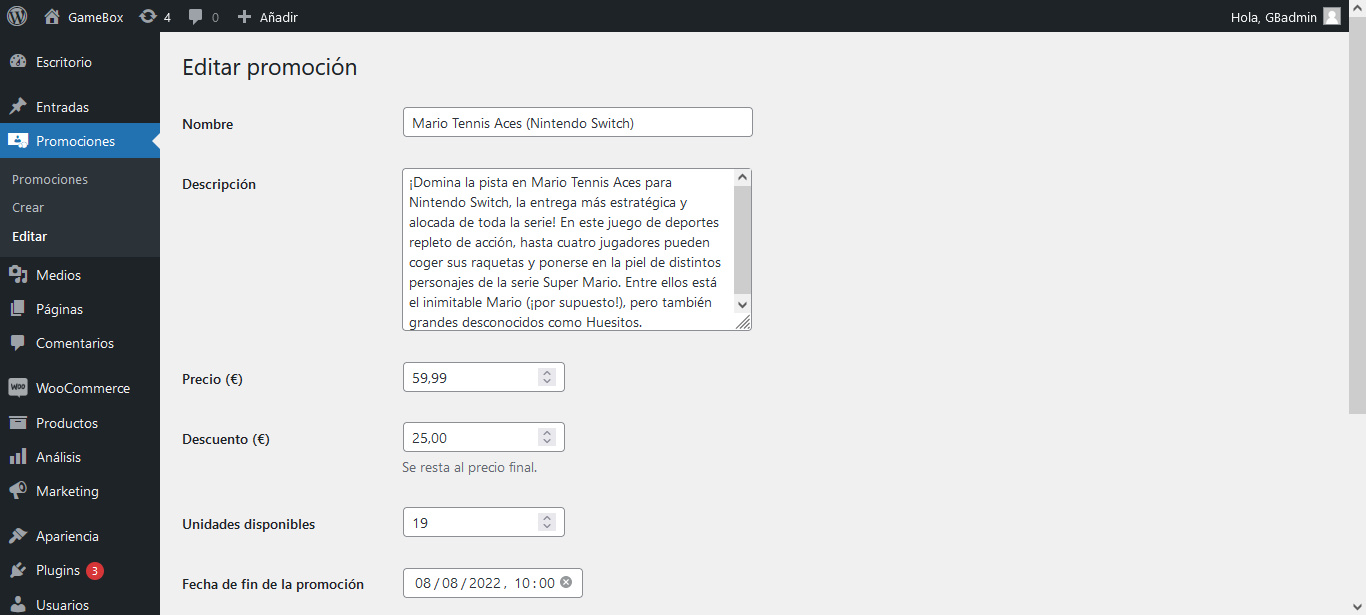 GameBox 4 0 Añadir Hola, GBadmin
Escritorio
Entradas
Promociones
Promociones
Crear
Editar
Medios
Páginas
Comentarios
WOO WooCommerce
Productos
Análisis
Marketing
Apariencia
Plugins 3
Usuarios
Editar promoción
Nombre
Mario Tennis Aces (Nintendo Switch)
Descripción
¡Domina la pista en Mario Tennis Aces para
Nintendo Switch, la entrega más estratégica y
alocada de toda la serie! En este juego de deportes
repleto de acción, hasta cuatro jugadores pueden
coger sus raquetas y ponerse en la piel de distintos
personajes de la serie Super Mario. Entre ellos está
el inimitable Mario (¡por supuesto!), pero también
grandes desconocidos como Huesitos.
Precio (€)
59,99
Descuento (€)
25,00
Se resta al precio final.
Unidades disponibles
19
Fecha de fin de la promoción
08/08/2022, 10:00